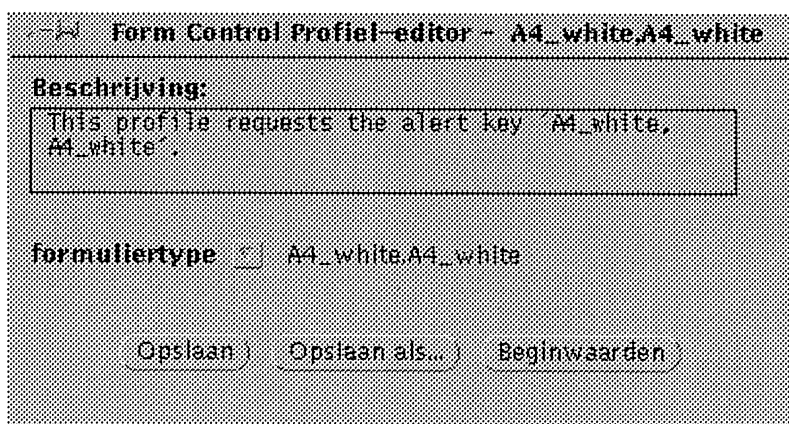 Form Control Profiel-editor - A4_white,A4_white
Beschrijving:
This profile requests the alert key ´A4_white,
A4_white´.
formuliertype A4_white,A4_white
Opslaan Opslaan als... Beginwaarden